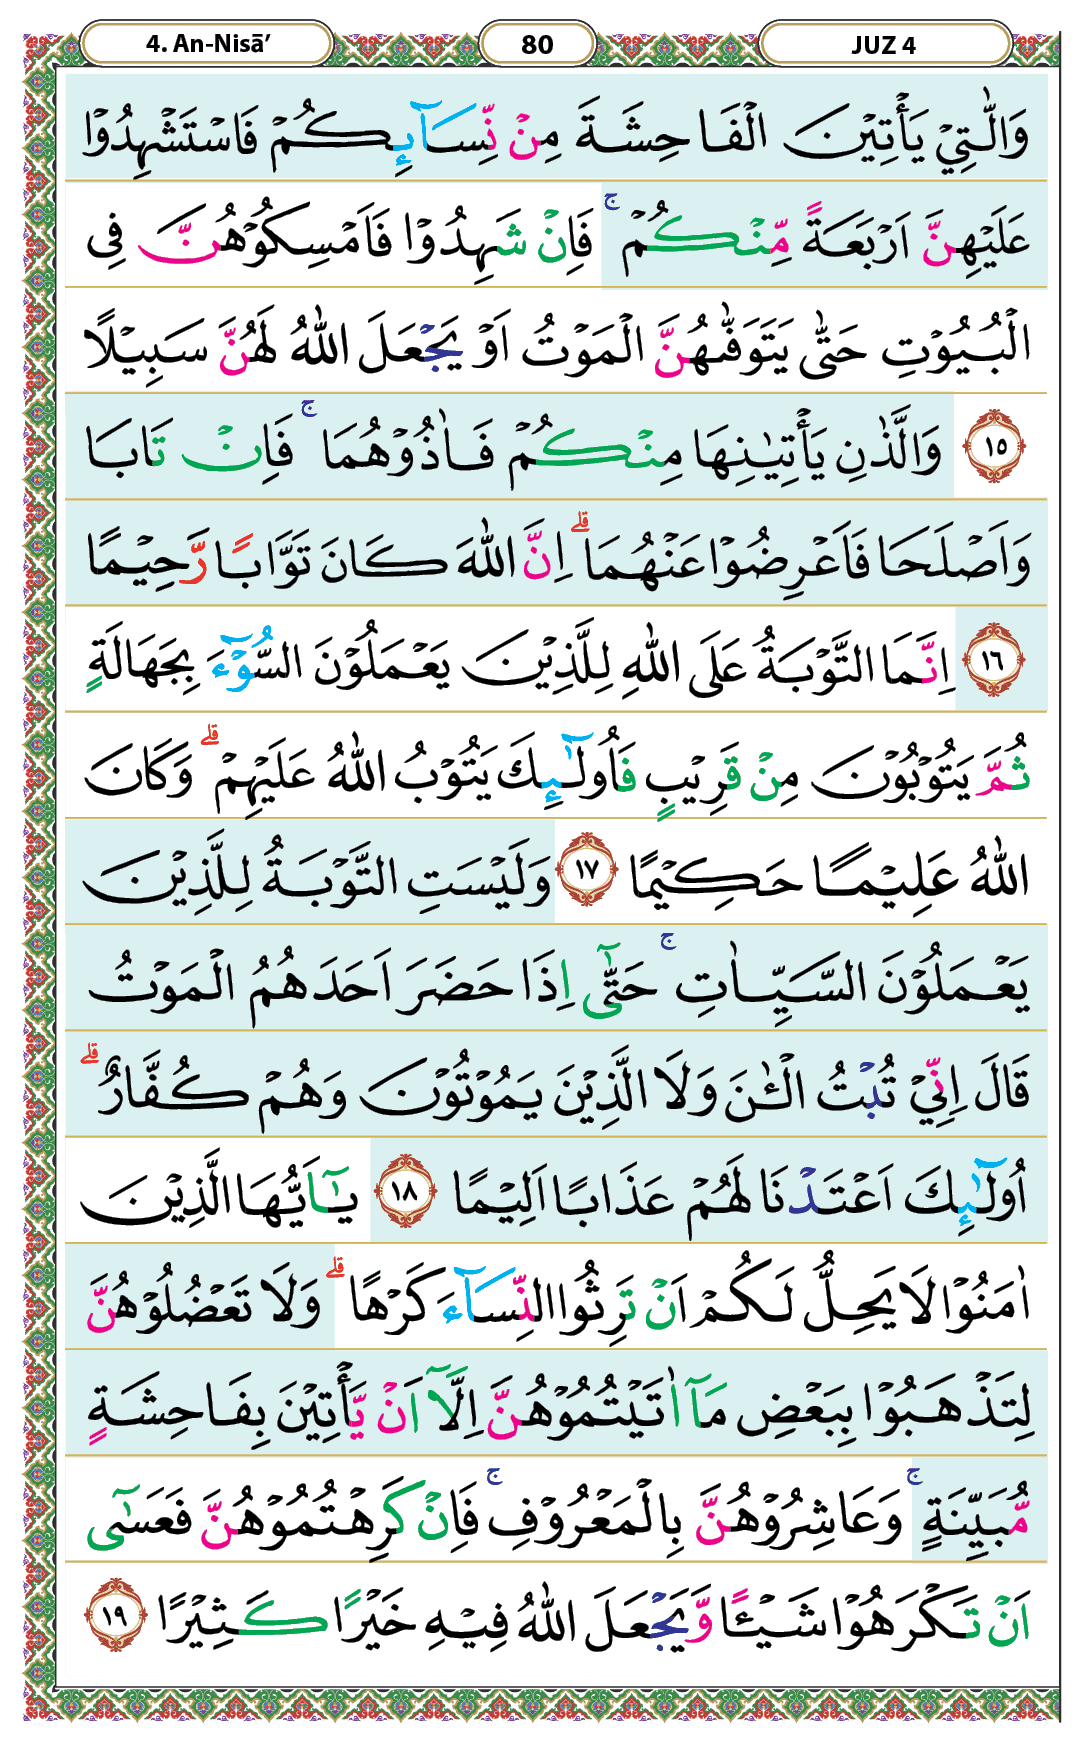 4. An-Nisā’ 80 JUZ 4
وَالّٰتِيْ يَأْتِيْنَ الْفَاحِشَةَ مِنْ نِّسَاۤىِٕكُمْ فَاسْتَشْهِدُوْا
عَلَيْهِنَّ اَرْبَعَةً مِّنْكُمْ ۚ فَاِنْ شَهِدُوْا فَاَمْسِكُوْهُنَّ فِى
الْبُيُوْتِ حَتّٰى يَتَوَفّٰىهُنَّ الْمَوْتُ اَوْ يَجْعَلَ اللّٰهُ لَهُنَّ سَبِيْلًا
١٥ وَالَّذٰنِ يَأْتِيٰنِهَا مِنْكُمْ فَاٰذُوْهُمَا ۚ فَاِنْ تَابَا
وَاَصْلَحَا فَاَعْرِضُوْا عَنْهُمَا ۗ اِنَّ اللّٰهَ كَانَ تَوَّابًا رَّحِيْمًا
١٦ اِنَّمَا التَّوْبَةُ عَلَى اللّٰهِ لِلَّذِيْنَ يَعْمَلُوْنَ السُّوْۤءَ بِجَهَالَةٍ
ثُمَّ يَتُوْبُوْنَ مِنْ قَرِيْبٍ فَاُولٰۤىِٕكَ يَتُوْبُ اللّٰهُ عَلَيْهِمْ ۗ وَكَانَ
اللّٰهُ عَلِيْمًا حَكِيْمًا ١٧ وَلَيْسَتِ التَّوْبَةُ لِلَّذِيْنَ
يَعْمَلُوْنَ السَّيِّاٰتِ ۚ حَتّٰىٓ اِذَا حَضَرَ اَحَدَهُمُ الْمَوْتُ
قَالَ اِنِّيْ تُبْتُ الْـٰٔنَ وَلَا الَّذِيْنَ يَمُوْتُوْنَ وَهُمْ كُفَّارٌ ۗ
اُولٰۤىِٕكَ اَعْتَدْنَا لَهُمْ عَذَابًا اَلِيْمًا ١٨ يٰٓاَيُّهَا الَّذِيْنَ
اٰمَنُوْا لَا يَحِلُّ لَكُمْ اَنْ تَرِثُوا النِّسَاۤءَ كَرْهًا ۗ وَلَا تَعْضُلُوْهُنَّ
لِتَذْهَبُوْا بِبَعْضِ مَآ اٰتَيْتُمُوْهُنَّ اِلَّآ اَنْ يَّأْتِيْنَ بِفَاحِشَةٍ
مُّبَيِّنَةٍ ۚ وَعَاشِرُوْهُنَّ بِالْمَعْرُوْفِ ۚ فَاِنْ كَرِهْتُمُوْهُنَّ فَعَسٰٓى
اَنْ تَكْرَهُوْا شَيْـًٔا وَّيَجْعَلَ اللّٰهُ فِيْهِ خَيْرًا كَثِيْرًا ١٩